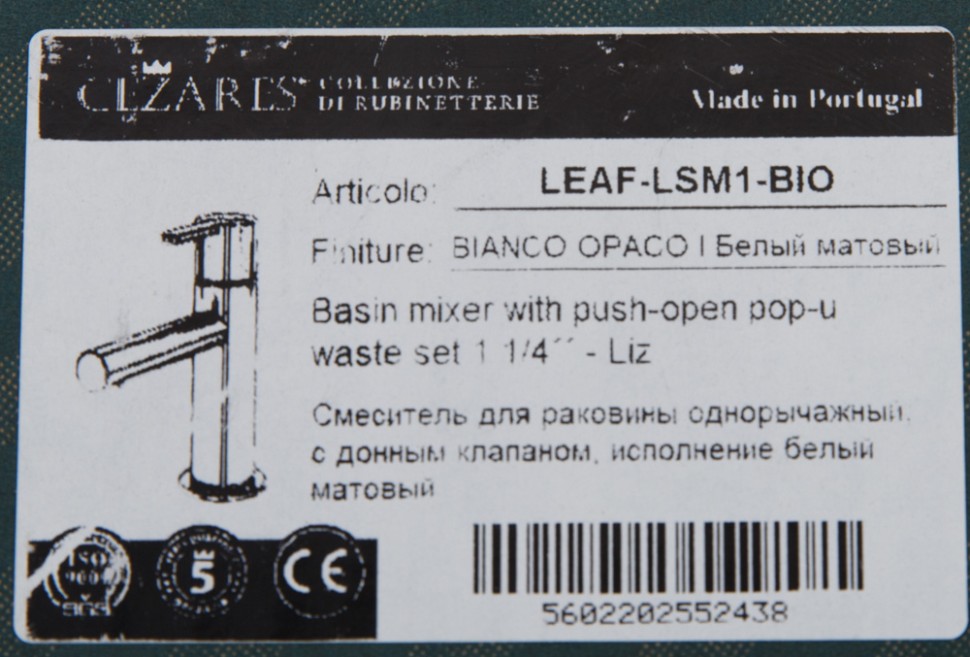 CEZARES
COLLEZIONE
DI RUBINETTERIE
Made in Portugal
Articolo: LEAF-LSM1-BIO
Finiture: BIANCO OPACO I Белый матовый
Basin mixer with push-open pop-u
waste set 1 1/4´´ - Liz
Смеситель для раковины однорычажный,
с донным клапаном, исполнение белый
матовый
ISO
5
CE
5602202552438